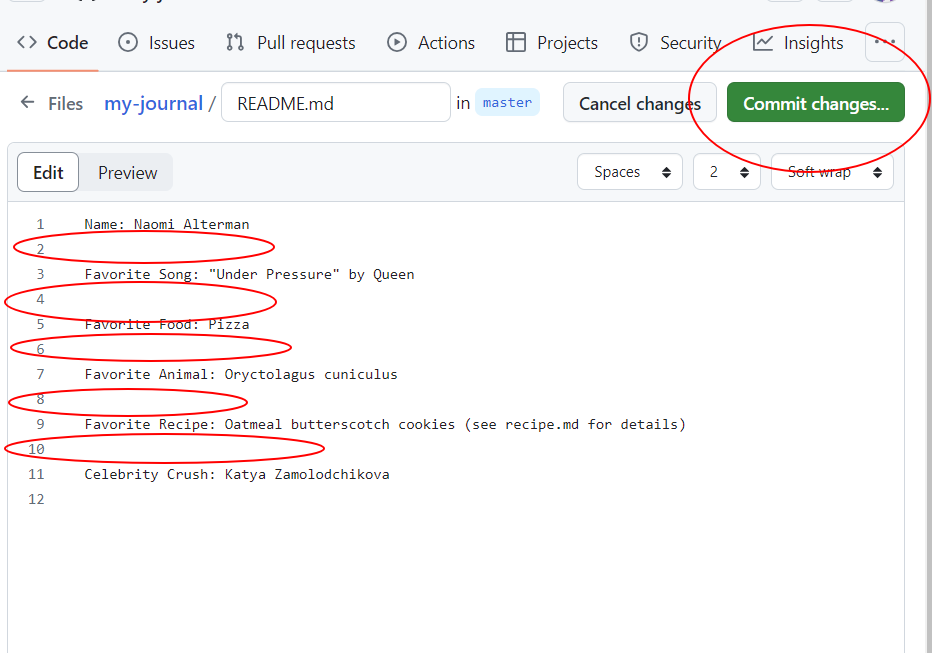 Code Issues Pull requests Actions Projects Security Insights
Files my-journal / README.md in master Cancel changes Commit changes...
Edit Preview Spaces 2 Soft wrap
1 Name: Naomi Alterman
2
3 Favorite Song: "Under Pressure" by Queen
4
5 Favorite Food: Pizza
6
7 Favorite Animal: Oryctolagus cuniculus
8
9 Favorite Recipe: Oatmeal butterscotch cookies (see recipe.md for details)
10
11 Celebrity Crush: Katya Zamolodchikova
12